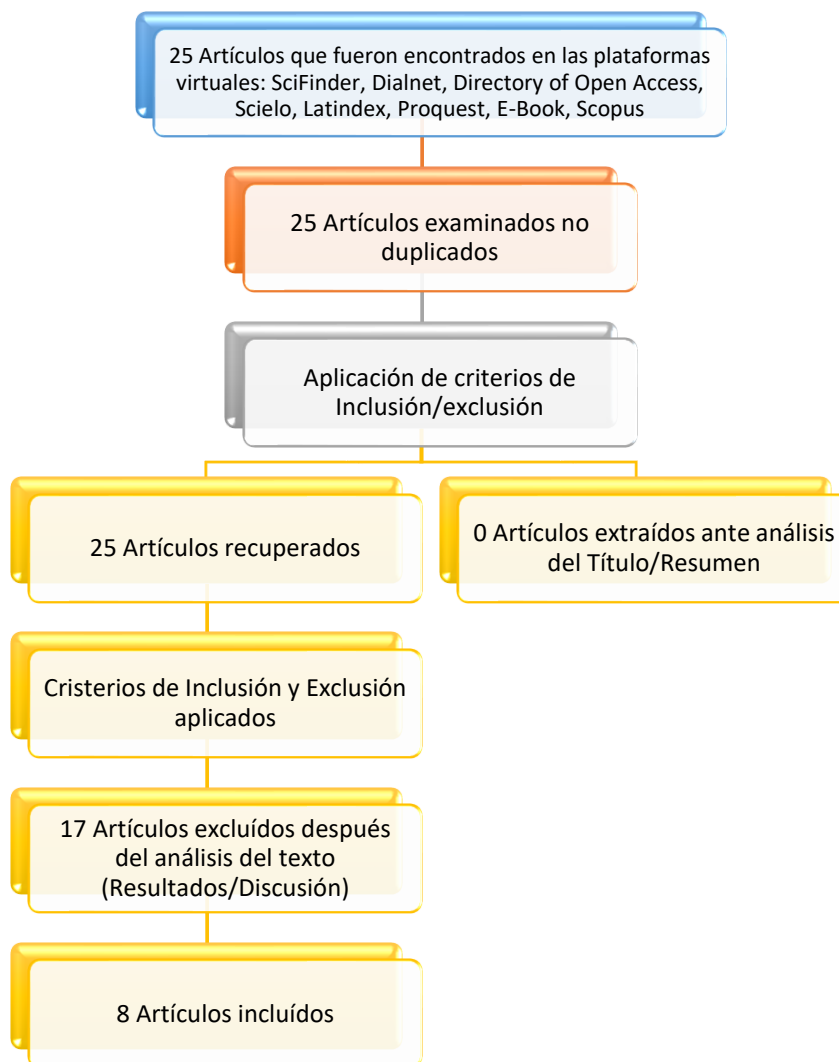 25 Artículos que fueron encontrados en las plataformas
virtuales: SciFinder, Dialnet, Directory of Open Access,
Scielo, Latindex, Proquest, E-Book, Scopus
25 Artículos examinados no
duplicados
Aplicación de criterios de
Inclusión/exclusión
25 Artículos recuperados
0 Artículos extraídos ante análisis
del Título/Resumen
Cristerios de Inclusión y Exclusión
aplicados
17 Artículos excluídos después
del análisis del texto
(Resultados/Discusión)
8 Artículos incluídos